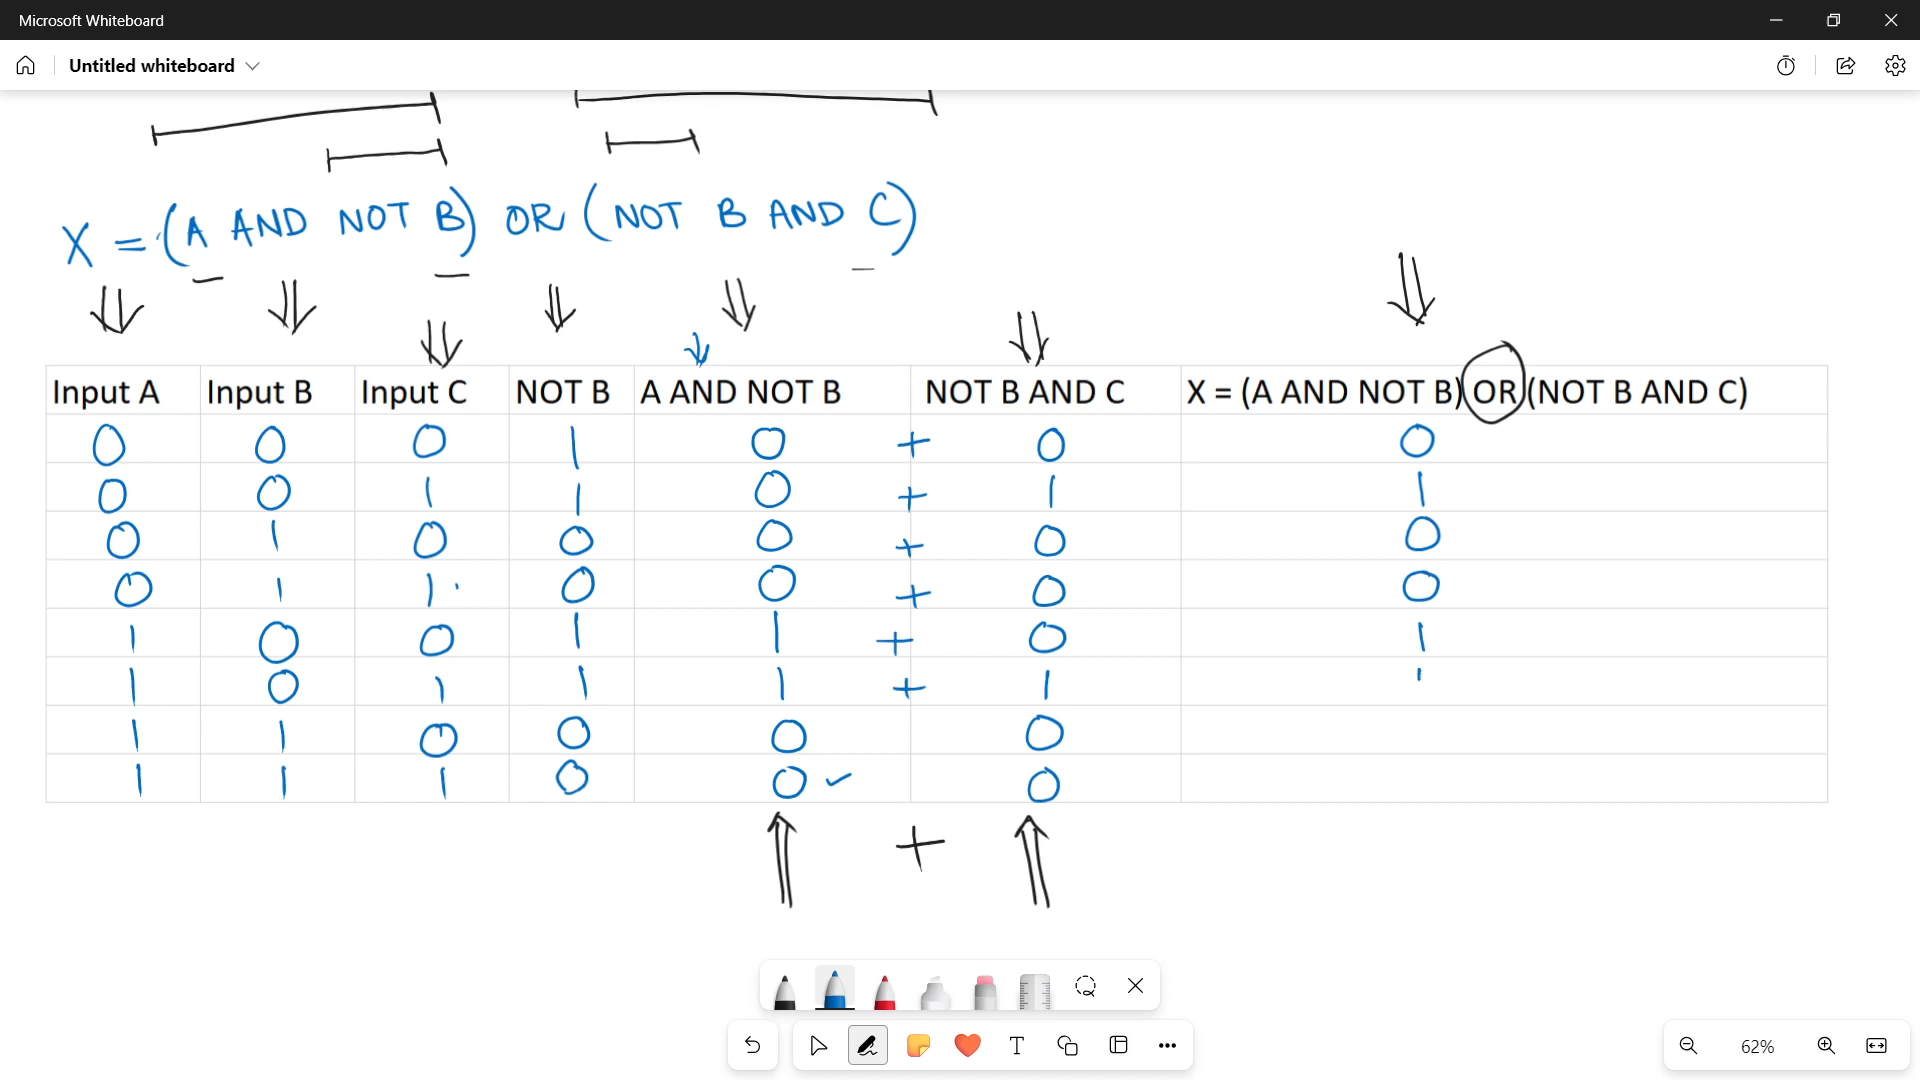 Microsoft Whiteboard
Untitled whiteboard
X = (A AND NOT B) OR (NOT B AND C)
Input A Input B Input C NOT B A AND NOT B NOT B AND C X = (A AND NOT B) OR (NOT B AND C)
0 0 0 1 0 + 0 0
0 0 1 1 0 + 1 1
0 1 0 0 0 + 0 0
0 1 1 0 0 + 0 0
1 0 0 1 1 + 0 1
1 0 1 1 1 + 1 1
1 1 0 0 0 0
1 1 1 0 0 ✓ 0
+
62%